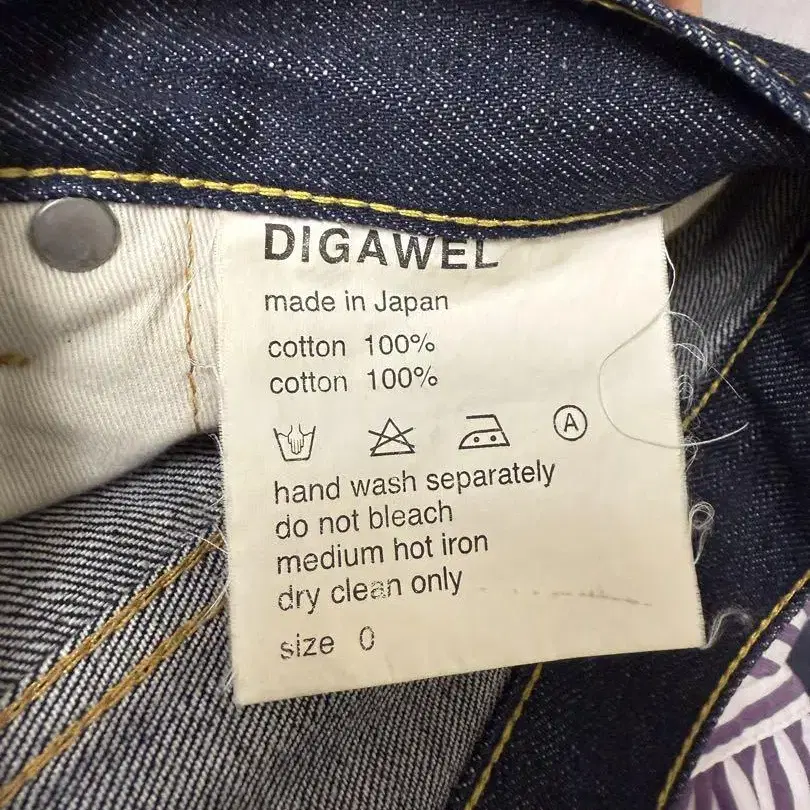 DIGAWEL
made in Japan
cotton 100%
cotton 100%
A
hand wash separately
do not bleach
medium hot iron
dry clean only
size 0